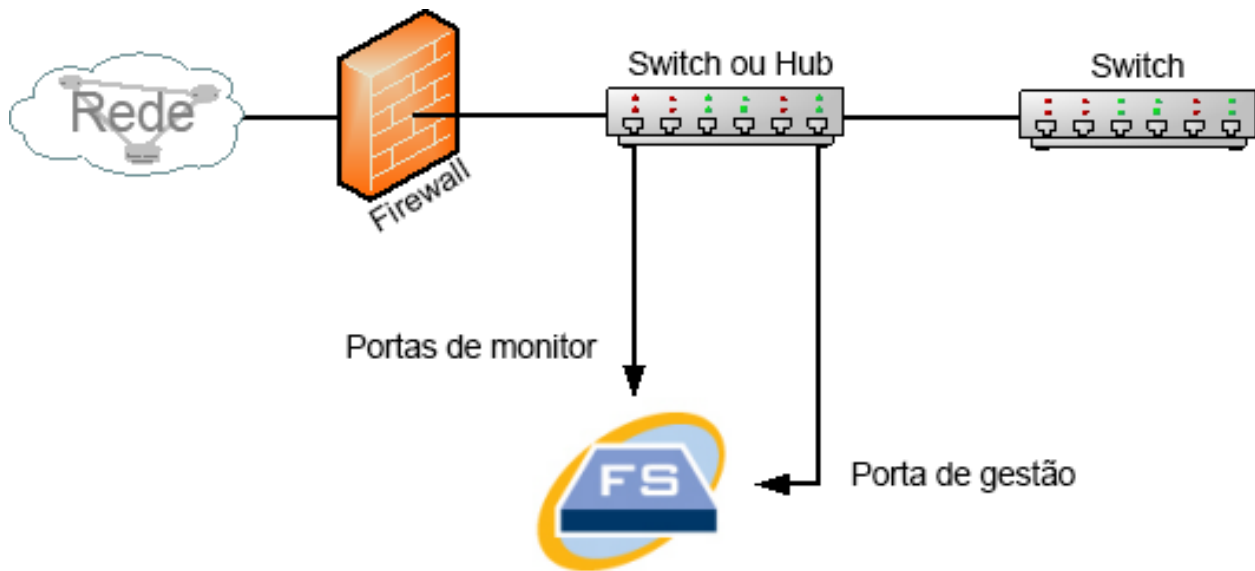 Switch ou Hub
Switch
Rede
Firewall
Portas de monitor
FS
Porta de gestão